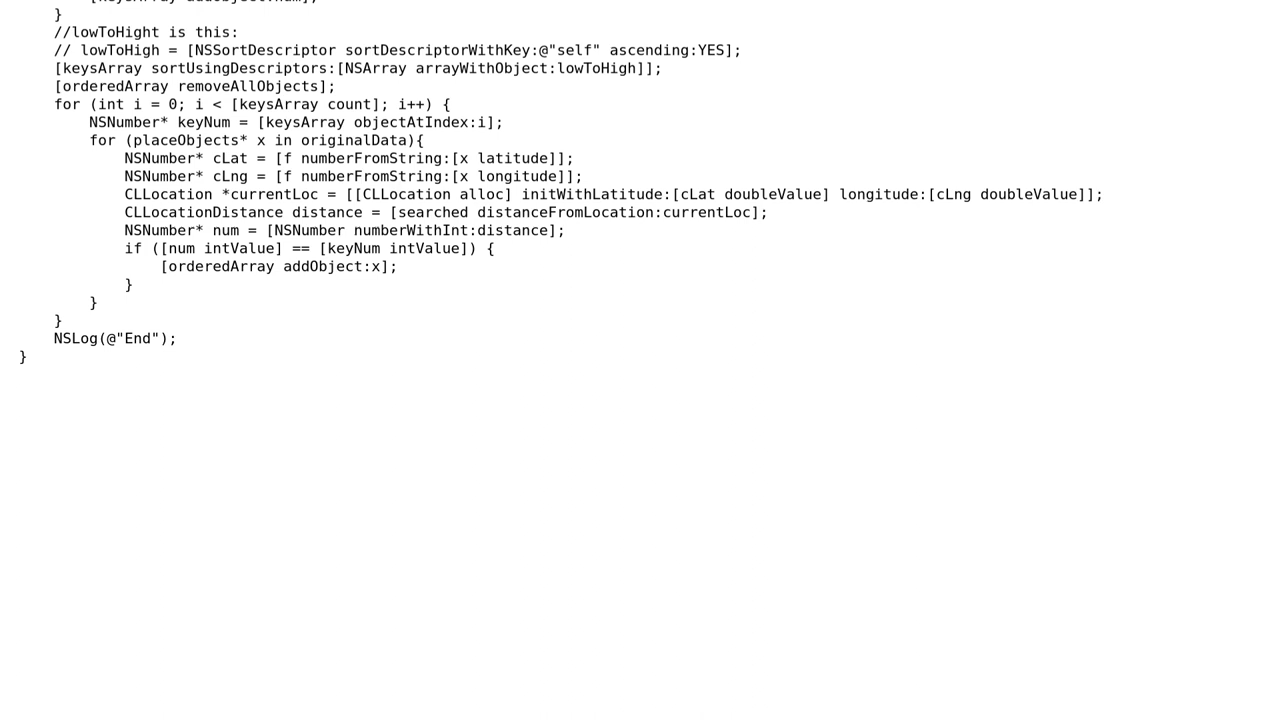 [keysArray addObject:num];
    }
    //lowToHight is this:
    // lowToHigh = [NSSortDescriptor sortDescriptorWithKey:@"self" ascending:YES];
    [keysArray sortUsingDescriptors:[NSArray arrayWithObject:lowToHigh]];
    [orderedArray removeAllObjects];
    for (int i = 0; i < [keysArray count]; i++) {
        NSNumber* keyNum = [keysArray objectAtIndex:i];
        for (placeObjects* x in originalData){
            NSNumber* cLat = [f numberFromString:[x latitude]];
            NSNumber* cLng = [f numberFromString:[x longitude]];
            CLLocation *currentLoc = [[CLLocation alloc] initWithLatitude:[cLat doubleValue] longitude:[cLng doubleValue]];
            CLLocationDistance distance = [searched distanceFromLocation:currentLoc];
            NSNumber* num = [NSNumber numberWithInt:distance];
            if ([num intValue] == [keyNum intValue]) {
                [orderedArray addObject:x];
            }
        }
    }
    NSLog(@"End");
}